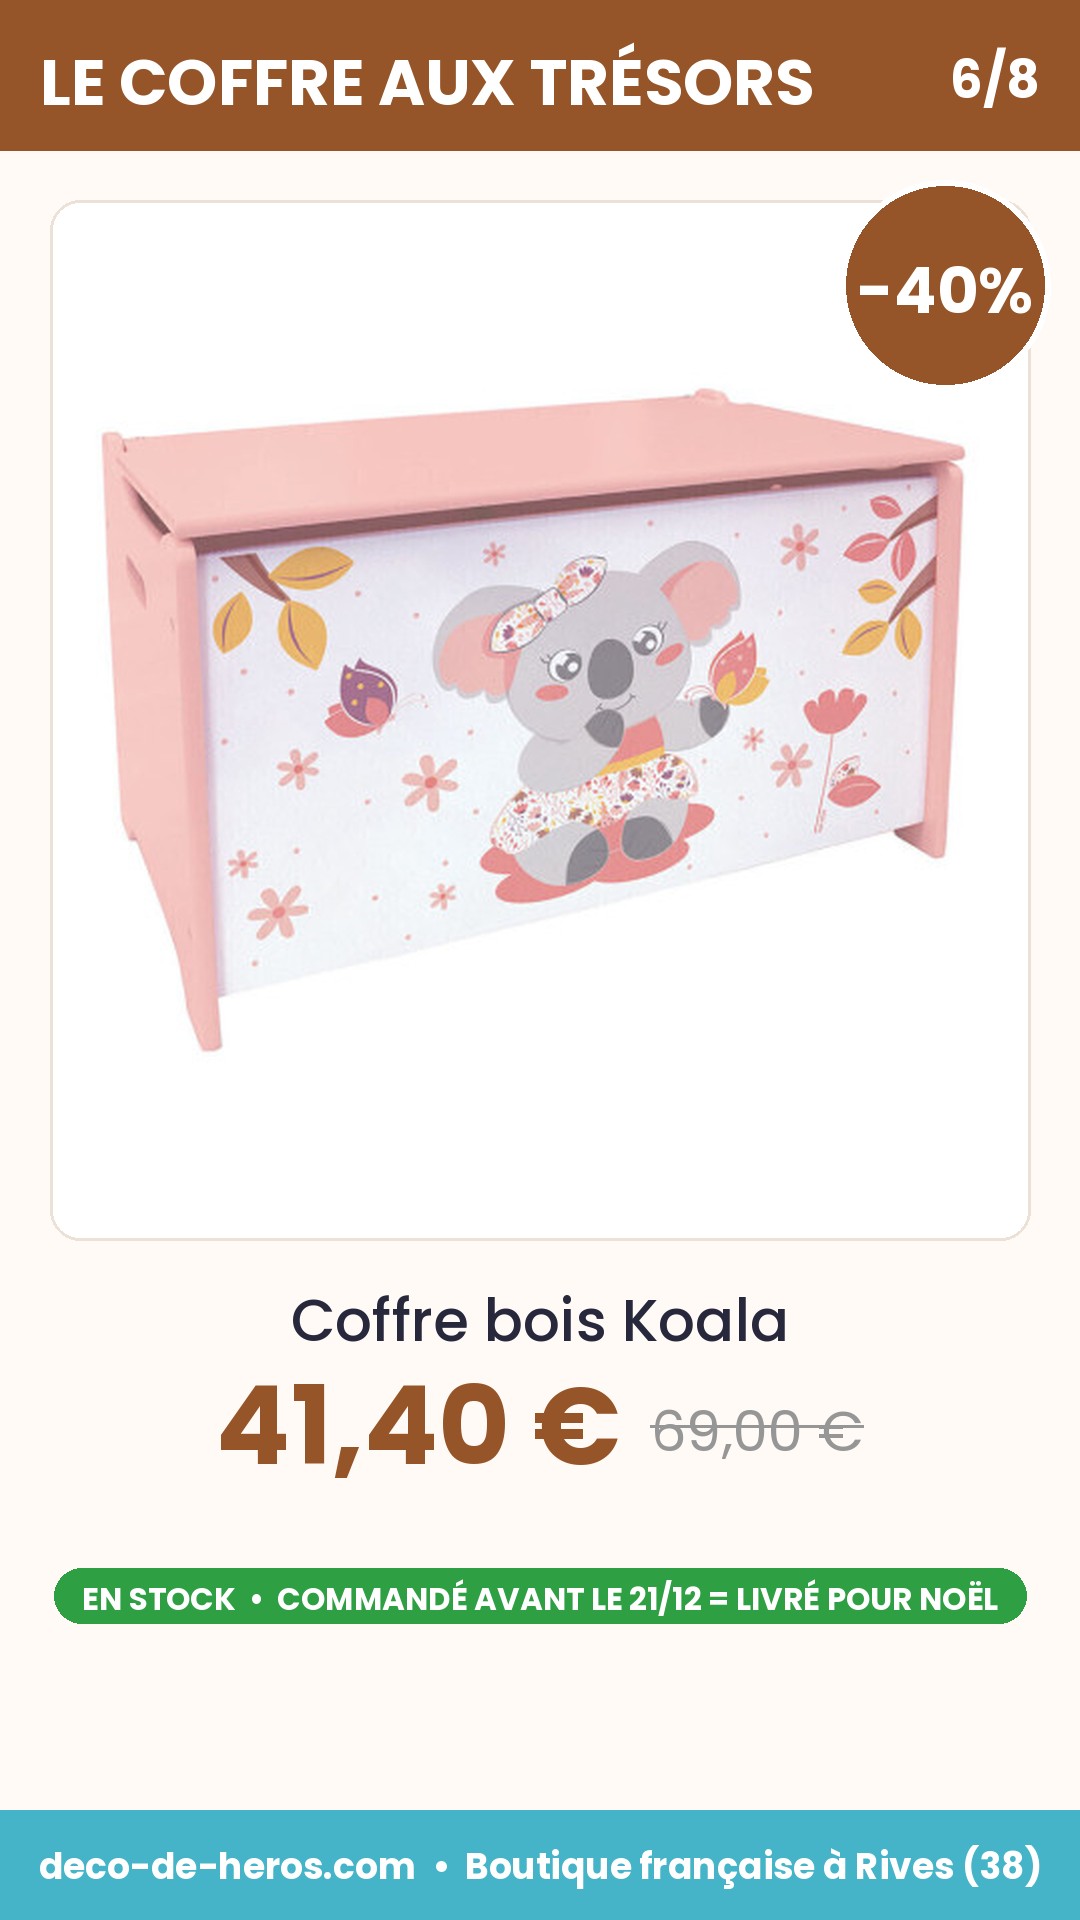 LE COFFRE AUX TRÉSORS 6/8
-40%
Coffre bois Koala
41,40 € 69,00 €
EN STOCK • COMMANDÉ AVANT LE 21/12 = LIVRÉ POUR NOËL
deco-de-heros.com • Boutique française à Rives (38)